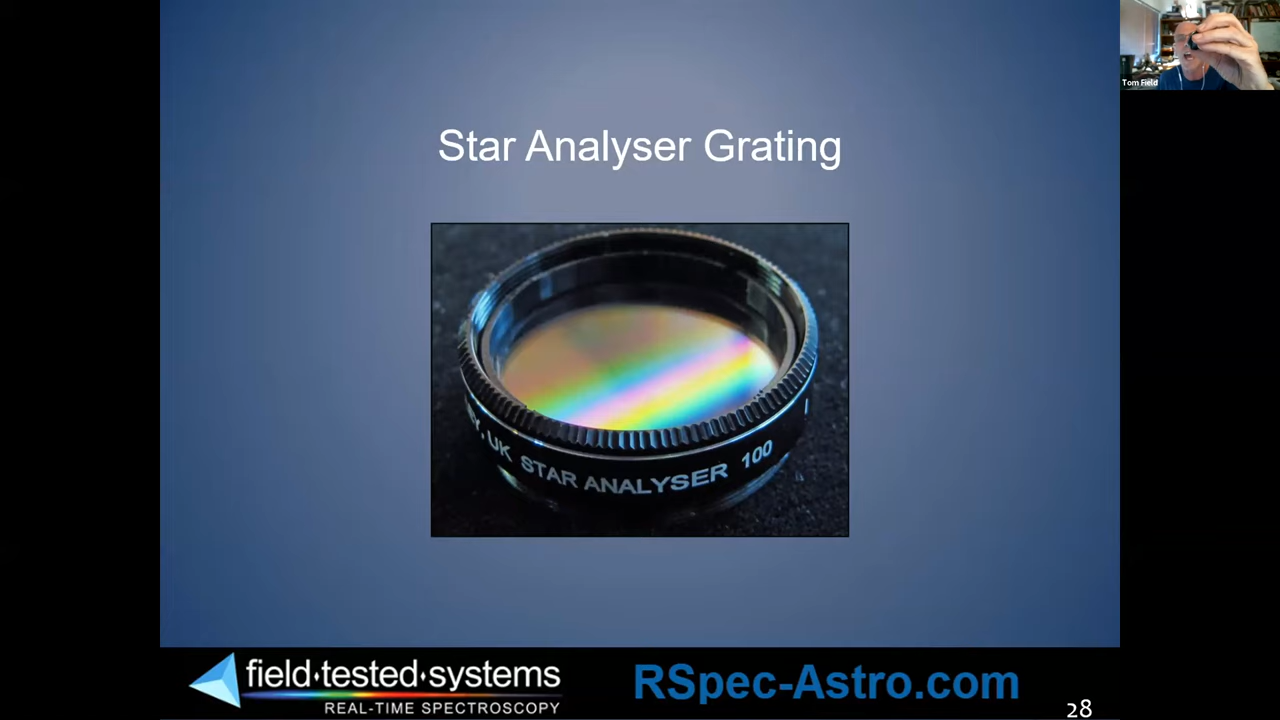 Tom Field
Star Analyser Grating
Y, UK STAR ANALYSER 100
field·tested·systems
REAL-TIME SPECTROSCOPY
RSpec-Astro.com
28